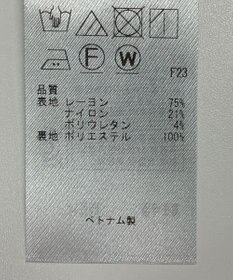 F
W
F23
品質
表地 レーヨン 75%
ナイロン 21%
ポリウレタン 4%
裏地 ポリエステル 100%
ベトナム製